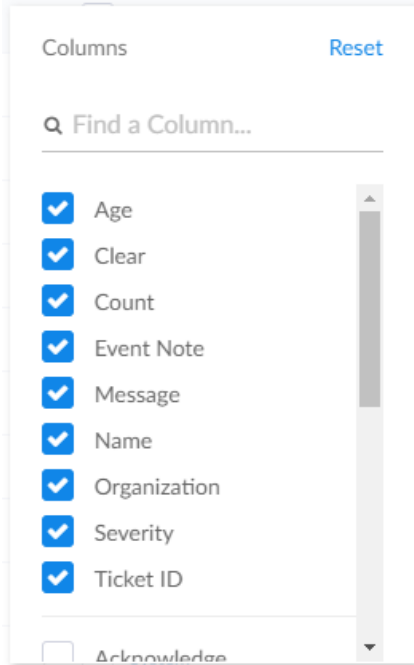 Columns Reset
Find a Column...
Age
Clear
Count
Event Note
Message
Name
Organization
Severity
Ticket ID
Acknowledge